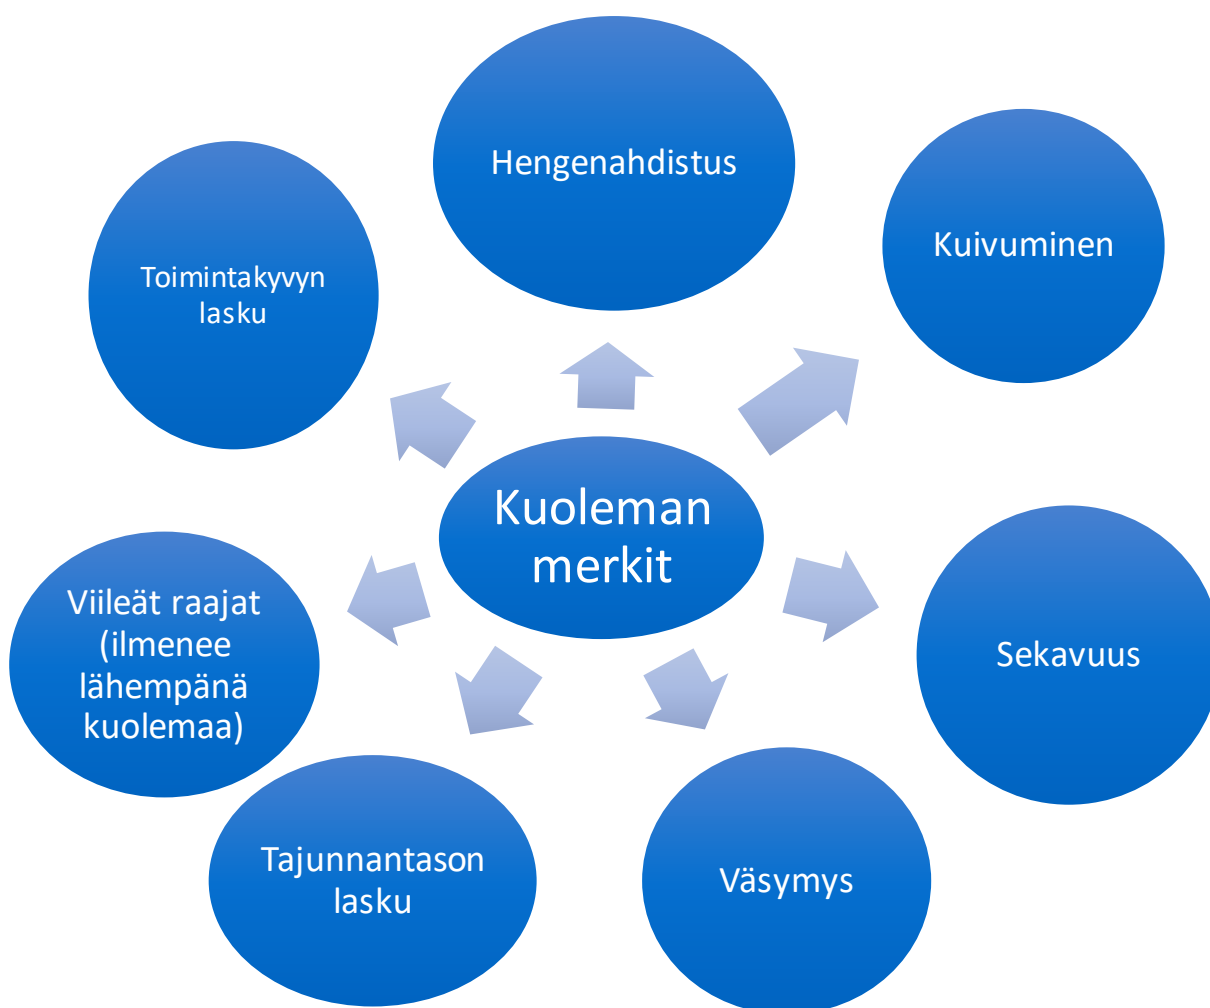 Hengenahdistus
Kuivuminen
Toimintakyvyn
lasku
Kuoleman
merkit
Viileät raajat
(ilmenee
lähempänä
kuolemaa)
Sekavuus
Tajunnantason
lasku
Väsymys